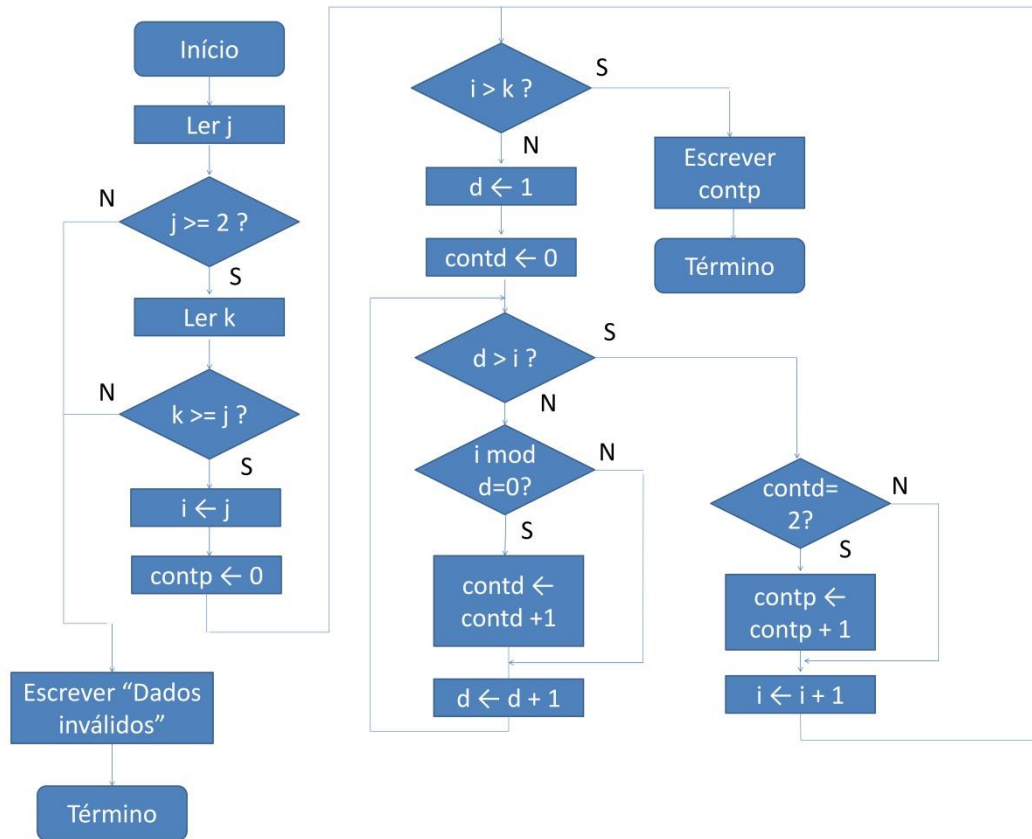 Início
Ler j
j >= 2 ?
N
S
Ler k
k >= j ?
N
S
i ← j
contp ← 0
Escrever “Dados
inválidos”
Término
i > k ?
S
N
Escrever
contp
Término
d ← 1
contd ← 0
d > i ?
S
N
i mod
d=0?
N
S
contd ←
contd +1
d ← d + 1
contd=
2?
N
S
contp ←
contp + 1
i ← i + 1